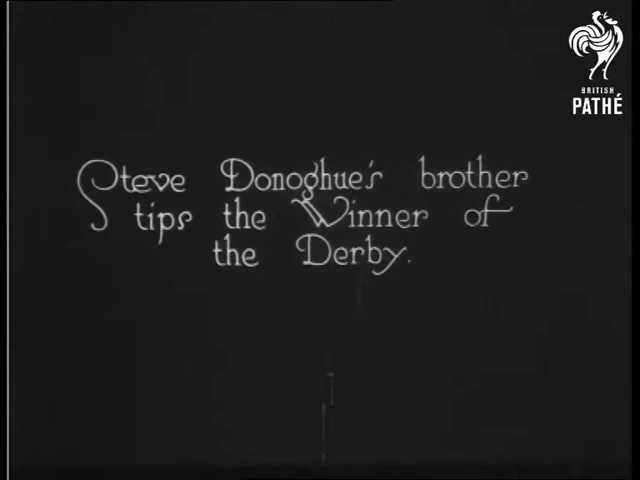 BRITISH
PATHÉ
Steve Donoghue's brother
tips the Winner of
the Derby.